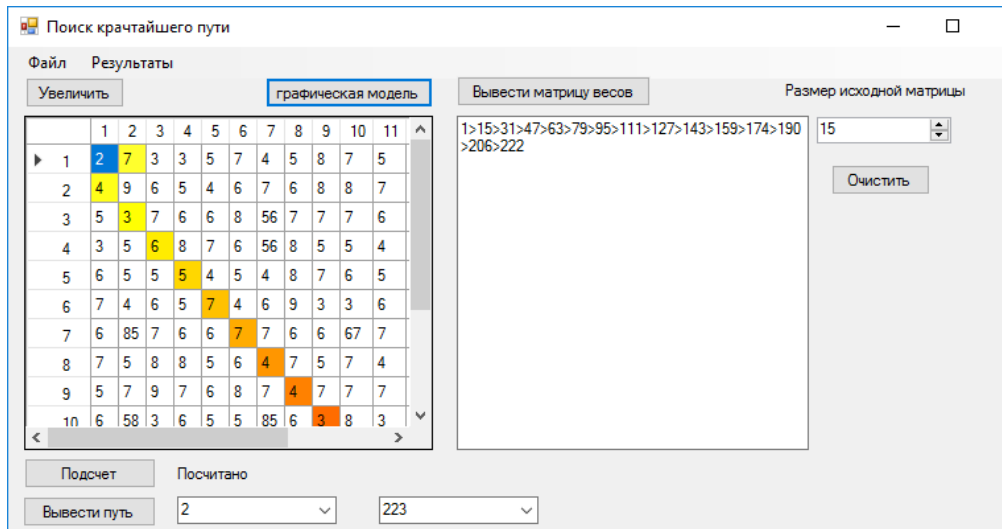 Поиск крачтайшего пути
Файл Результаты
Увеличить графическая модель Вывести матрицу весов Размер исходной матрицы
1 2 3 4 5 6 7 8 9 10 11
1 2 7 3 3 5 7 4 5 8 7 5
2 4 9 6 5 4 6 7 6 8 8 7
3 5 3 7 6 6 8 56 7 7 7 6
4 3 5 6 8 7 6 56 8 5 5 4
5 6 5 5 5 4 5 4 8 7 6 5
6 7 4 6 5 7 4 6 9 3 3 6
7 6 85 7 6 6 7 7 6 6 67 7
8 7 5 8 8 5 6 4 7 5 7 4
9 5 7 9 7 6 8 7 4 7 7 7
10 6 58 3 6 5 5 85 6 3 8 3
1>15>31>47>63>79>95>111>127>143>159>174>190
>206>222
15
Очистить
Подсчет Посчитано
Вывести путь 2 223